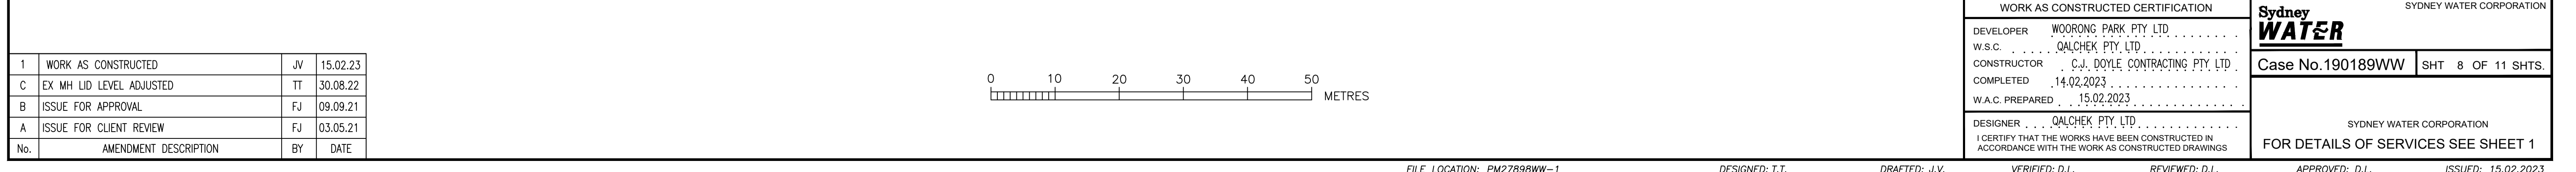 1 WORK AS CONSTRUCTED JV 15.02.23
C EX MH LID LEVEL ADJUSTED TT 30.08.22
B ISSUE FOR APPROVAL FJ 09.09.21
A ISSUE FOR CLIENT REVIEW FJ 03.05.21
No. AMENDMENT DESCRIPTION BY DATE
0 10 20 30 40 50
METRES
WORK AS CONSTRUCTED CERTIFICATION
DEVELOPER WOORONG PARK PTY LTD
W.S.C. QALCHEK PTY LTD
CONSTRUCTOR C.J. DOYLE CONTRACTING PTY LTD
COMPLETED 14.02.2023
W.A.C. PREPARED 15.02.2023
DESIGNER QALCHEK PTY LTD
I CERTIFY THAT THE WORKS HAVE BEEN CONSTRUCTED IN
ACCORDANCE WITH THE WORK AS CONSTRUCTED DRAWINGS
Sydney
WATER
SYDNEY WATER CORPORATION
Case No.190189WW SHT 8 OF 11 SHTS.
SYDNEY WATER CORPORATION
FOR DETAILS OF SERVICES SEE SHEET 1
FILE LOCATION: PM27898WW-1 DESIGNED: T.T. DRAFTED: J.V. VERIFIED: D.L. REVIEWED: D.L. APPROVED: D.L. ISSUED: 15.02.2023